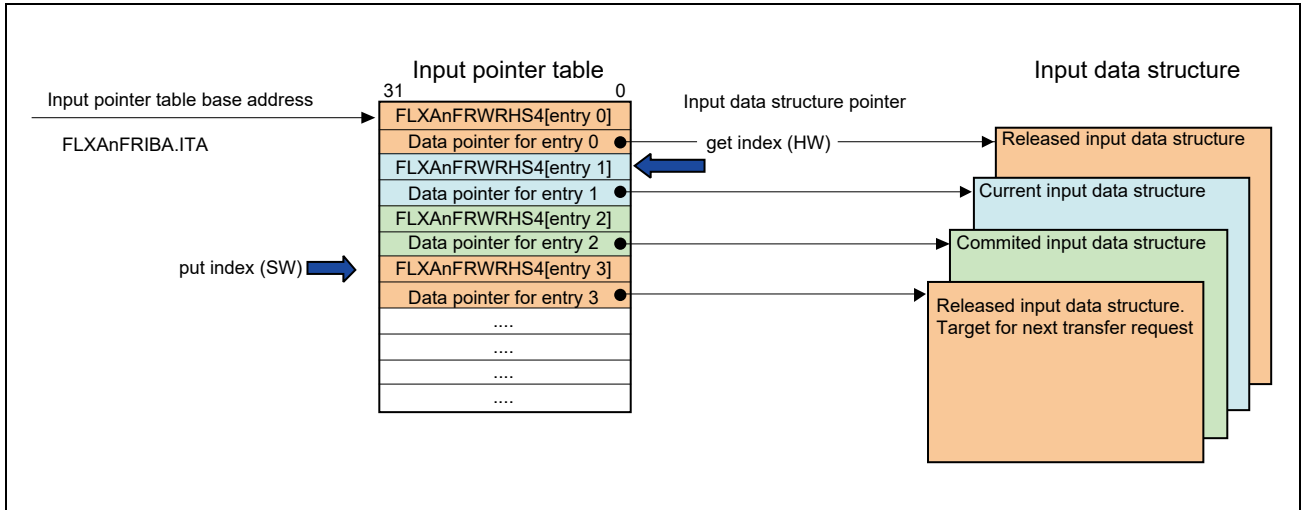 Input pointer table
Input data structure
31
0
Input pointer table base address
FLXAnFRIBA.ITA
Input data structure pointer
FLXAnFRWRHS4[entry 0]
Data pointer for entry 0
get index (HW)
FLXAnFRWRHS4[entry 1]
Data pointer for entry 1
FLXAnFRWRHS4[entry 2]
Data pointer for entry 2
put index (SW)
FLXAnFRWRHS4[entry 3]
Data pointer for entry 3
....
....
....
....
Released input data structure
Current input data structure
Commited input data structure
Released input data structure.
Target for next transfer request